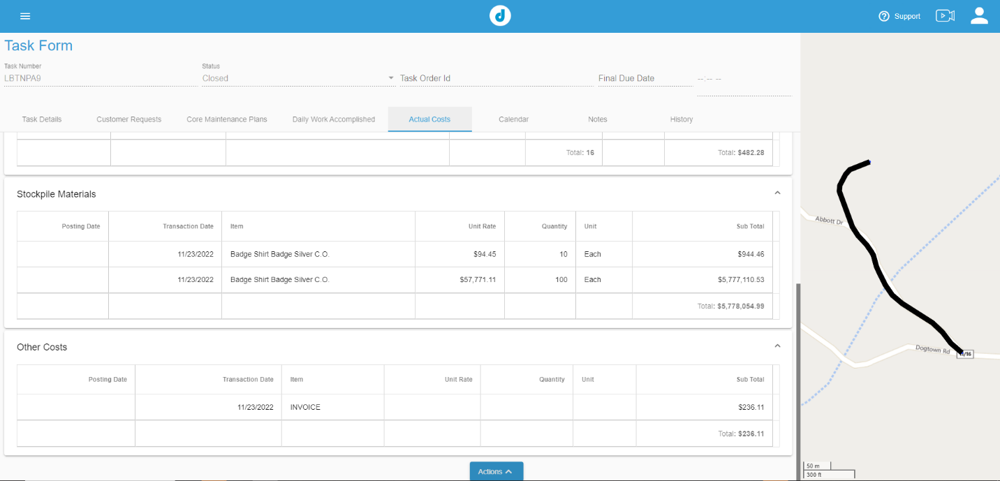 Support
Task Form
Task Number
LBTNPA9
Status
Closed
Task Order Id
Final Due Date
--:-- --
Task Details
Customer Requests
Core Maintenance Plans
Daily Work Accomplished
Actual Costs
Calendar
Notes
History
Total: 16
Total: $482.28
Stockpile Materials
Posting Date Transaction Date Item Unit Rate Quantity Unit Sub Total
11/23/2022 Badge Shirt Badge Silver C.O. $94.45 10 Each $944.46
11/23/2022 Badge Shirt Badge Silver C.O. $57,771.11 100 Each $5,777,110.53
Total: $5,778,054.99
Other Costs
Posting Date Transaction Date Item Unit Rate Quantity Unit Sub Total
11/23/2022 INVOICE $236.11
Total: $236.11
Actions
Abbott Dr
Dogtown Rd
50 m
300 ft